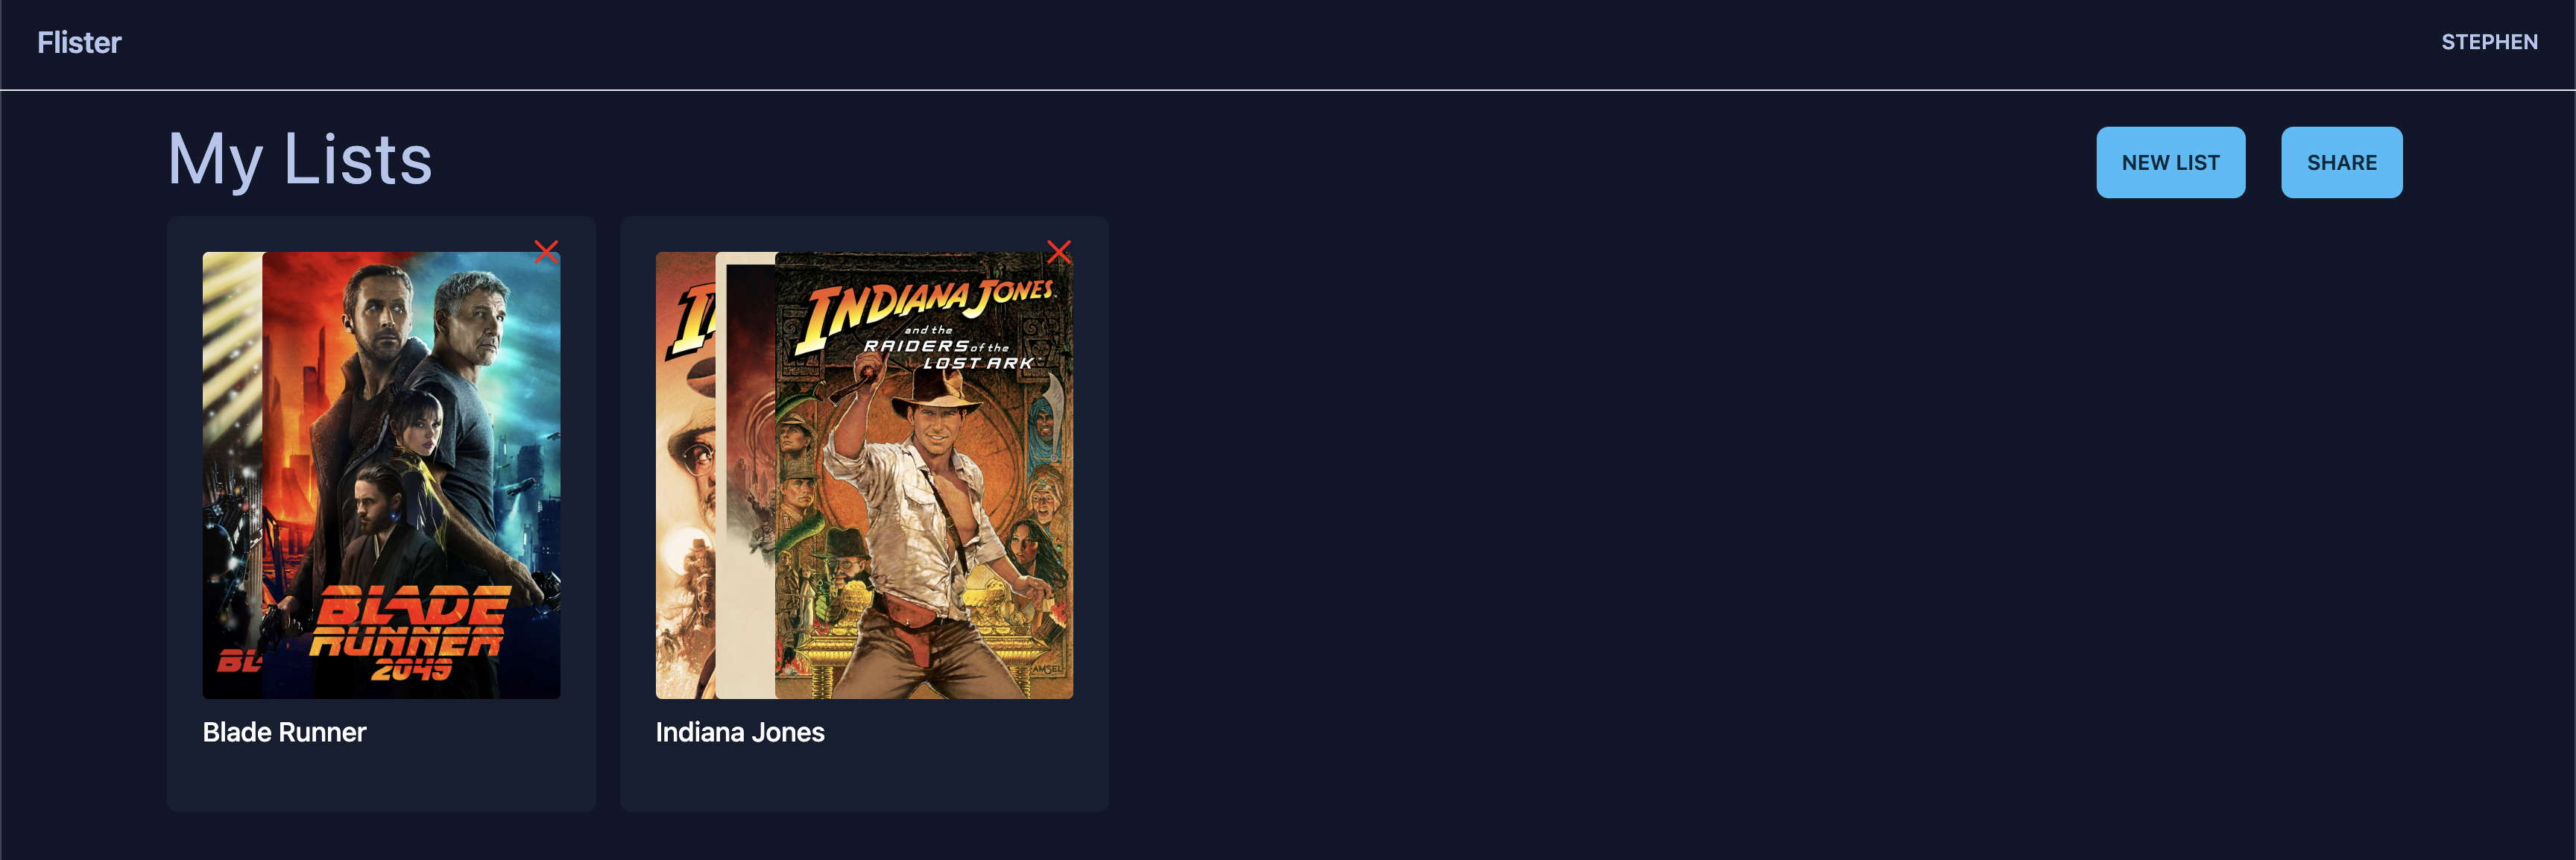 Flister
STEPHEN
My Lists
NEW LIST
SHARE
BL
BLADE
RUNNER
2049
Blade Runner
I
INDIANA JONES
and the
RAIDERS of the
LOST ARK
AMSEL
Indiana Jones